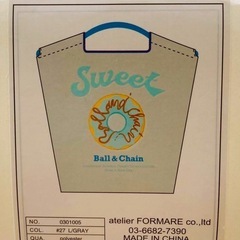 Sweet
Ball and Chain
Ball & Chain
NO. 0301005
COL. #27 L/GRAY
QUA. polyester
atelier FORMARE co.,ltd
03-6682-7390
MADE IN CHINA